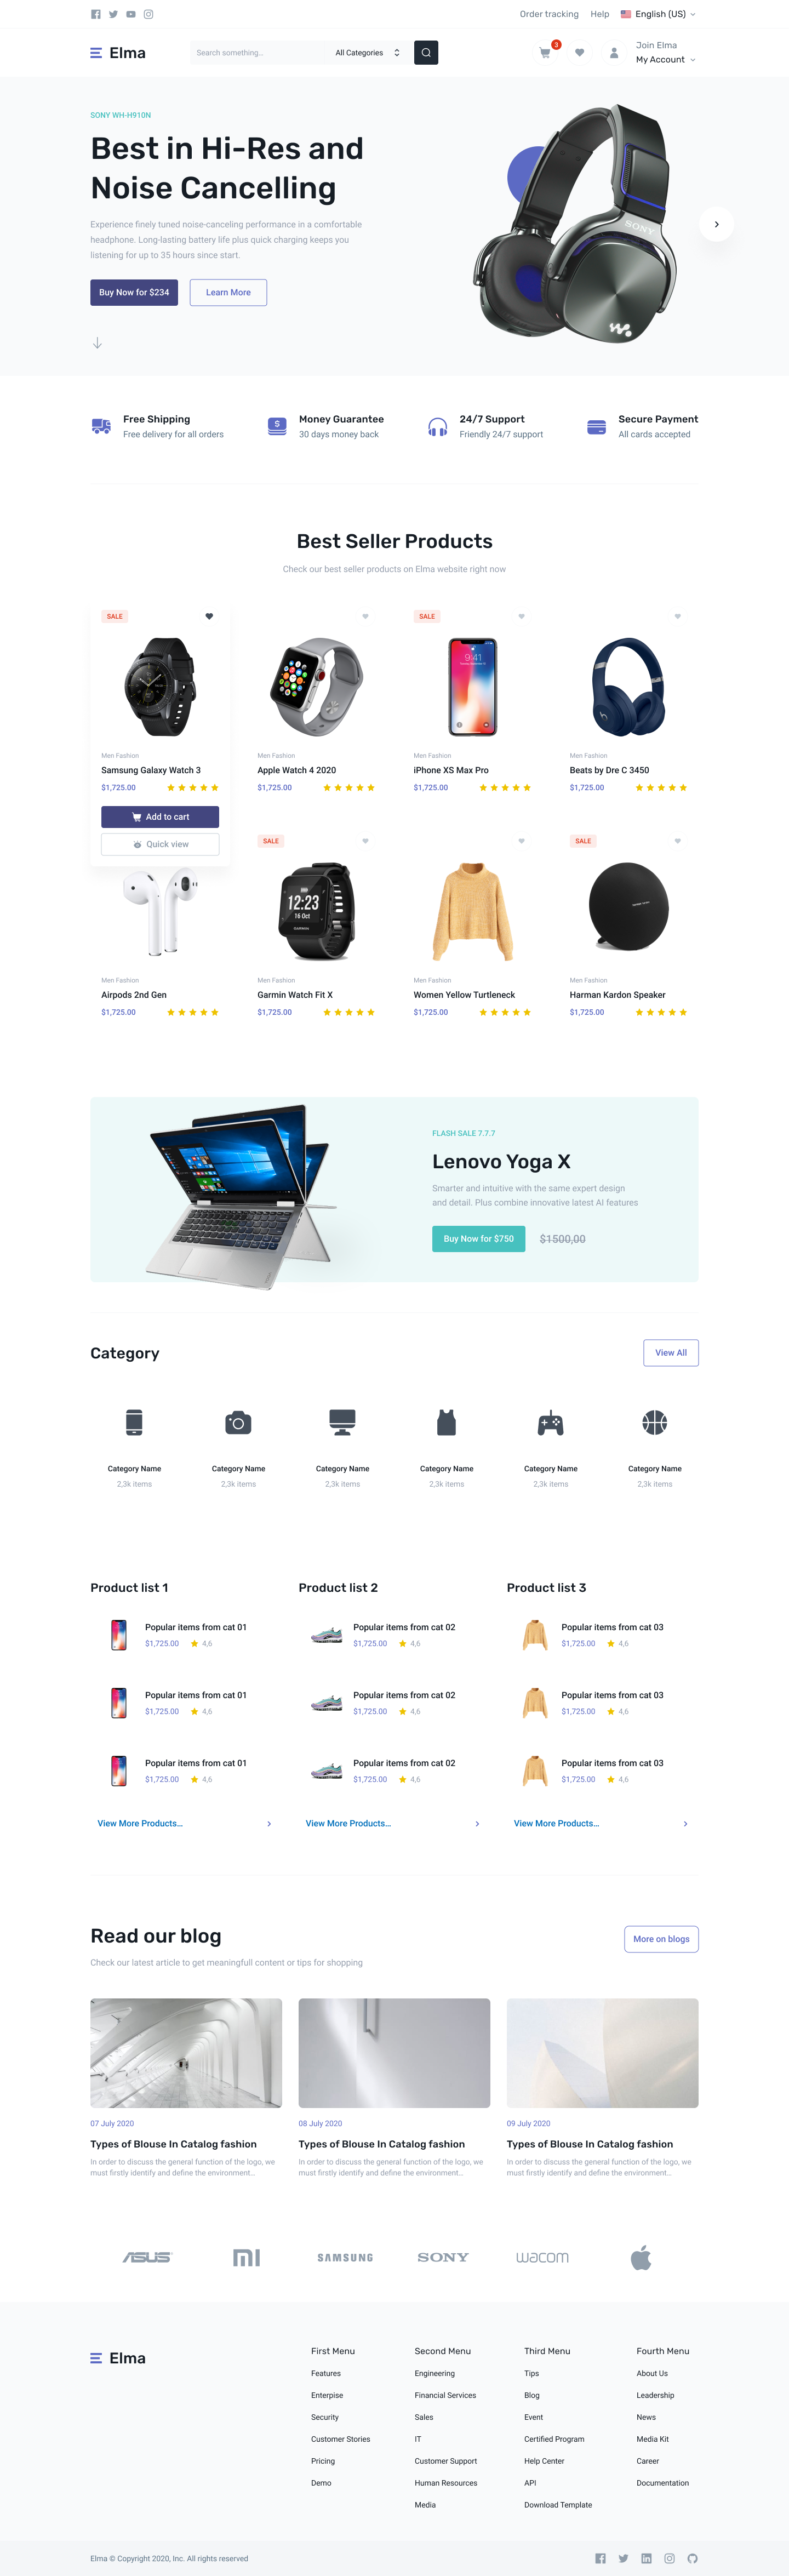 Order tracking Help English (US)
Elma
Search something...
All Categories
3
Join Elma
My Account
SONY WH-H910N
Best in Hi-Res and
Noise Cancelling
Experience finely tuned noise-canceling performance in a comfortable
headphone. Long-lasting battery life plus quick charging keeps you
listening for up to 35 hours since start.
Buy Now for $234
Learn More
SONY
Free Shipping
Free delivery for all orders
Money Guarantee
30 days money back
24/7 Support
Friendly 24/7 support
Secure Payment
All cards accepted
Best Seller Products
Check our best seller products on Elma website right now
SALE
Men Fashion
Samsung Galaxy Watch 3
$1,725.00
Add to cart
Quick view
Men Fashion
Apple Watch 4 2020
$1,725.00
SALE
9:41
Men Fashion
iPhone XS Max Pro
$1,725.00
Men Fashion
Beats by Dre C 3450
$1,725.00
Men Fashion
Airpods 2nd Gen
$1,725.00
SALE
12:23
16 Oct
GARMIN
Men Fashion
Garmin Watch Fit X
$1,725.00
Men Fashion
Women Yellow Turtleneck
$1,725.00
SALE
Men Fashion
Harman Kardon Speaker
$1,725.00
FLASH SALE 7.7.7
Lenovo Yoga X
Smarter and intuitive with the same expert design
and detail. Plus combine innovative latest AI features
Buy Now for $750
$1500,00
Category
View All
Category Name
2,3k items
Category Name
2,3k items
Category Name
2,3k items
Category Name
2,3k items
Category Name
2,3k items
Category Name
2,3k items
Product list 1
Popular items from cat 01
$1,725.00 4,6
Popular items from cat 01
$1,725.00 4,6
Popular items from cat 01
$1,725.00 4,6
View More Products...
Product list 2
Popular items from cat 02
$1,725.00 4,6
Popular items from cat 02
$1,725.00 4,6
Popular items from cat 02
$1,725.00 4,6
View More Products...
Product list 3
Popular items from cat 03
$1,725.00 4,6
Popular items from cat 03
$1,725.00 4,6
Popular items from cat 03
$1,725.00 4,6
View More Products...
Read our blog
Check our latest article to get meaningfull content or tips for shopping
More on blogs
07 July 2020
Types of Blouse In Catalog fashion
In order to discuss the general function of the logo, we
must firstly identify and define the environment...
08 July 2020
Types of Blouse In Catalog fashion
In order to discuss the general function of the logo, we
must firstly identify and define the environment...
09 July 2020
Types of Blouse In Catalog fashion
In order to discuss the general function of the logo, we
must firstly identify and define the environment...
ASUS
MI
SAMSUNG
SONY
wacom
Elma
First Menu
Features
Enterpise
Security
Customer Stories
Pricing
Demo
Second Menu
Engineering
Financial Services
Sales
IT
Customer Support
Human Resources
Media
Third Menu
Tips
Blog
Event
Certified Program
Help Center
API
Download Template
Fourth Menu
About Us
Leadership
News
Media Kit
Career
Documentation
Elma © Copyright 2020, Inc. All rights reserved